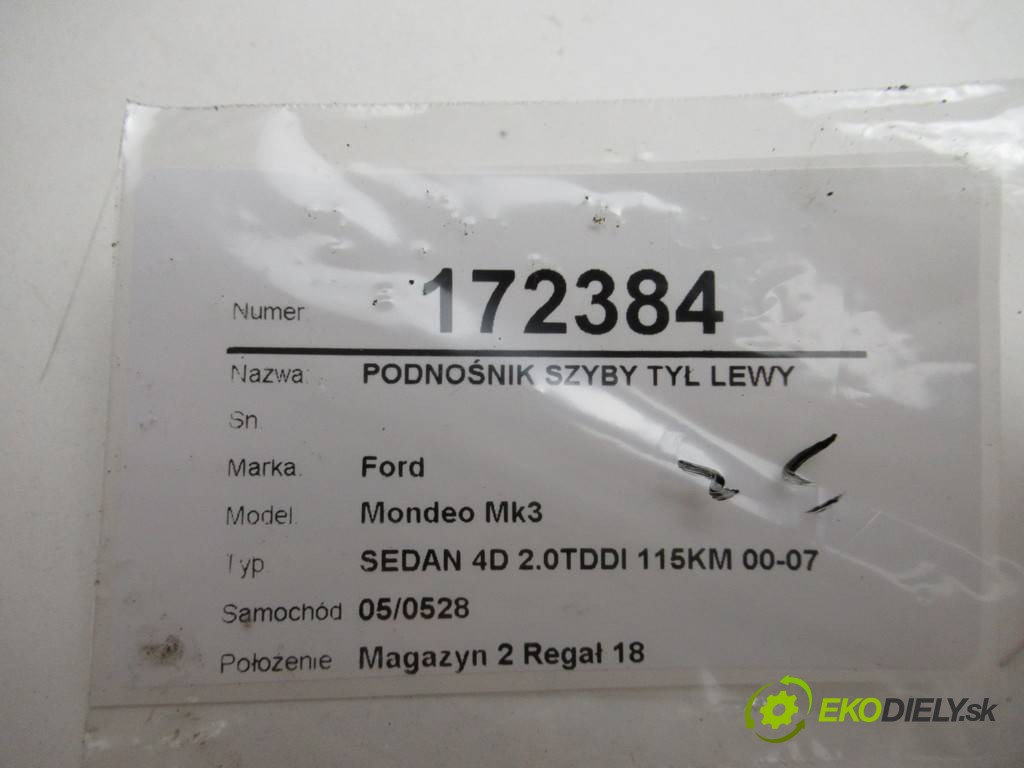 Numer 172384
Nazwa: PODNOŚNIK SZYBY TYŁ LEWY
Sn.
Marka: Ford
Model: Mondeo Mk3
Typ SEDAN 4D 2.0TDDI 115KM 00-07
Samochód 05/0528
Położenie Magazyn 2 Regał 18
EKODIELY.sk